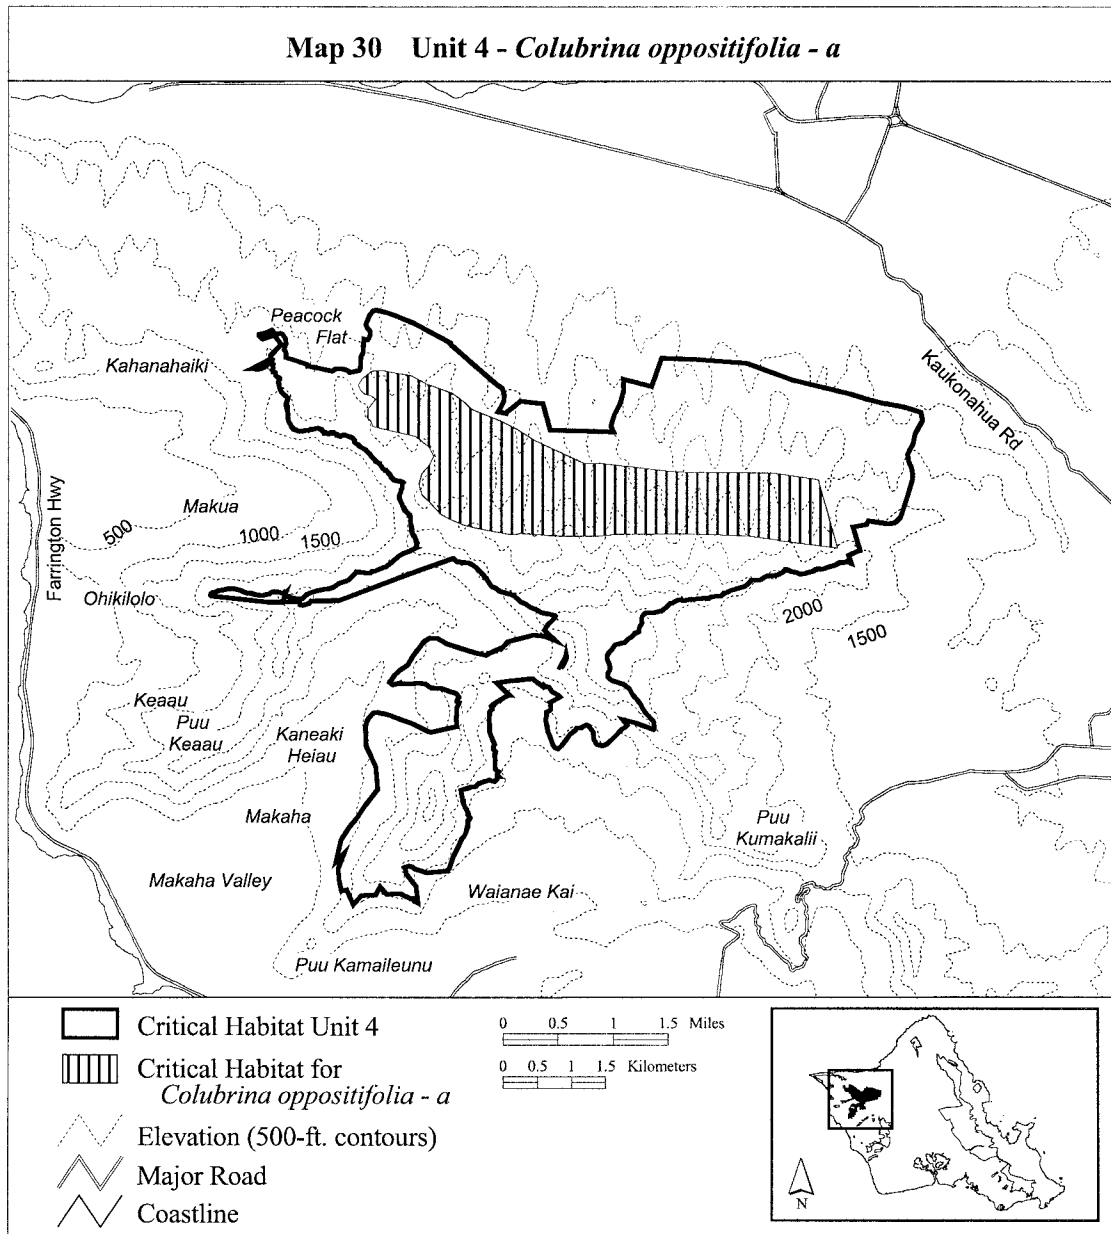 Map 30 Unit 4 - Colubrina oppositifolia - a
Peacock
Flat
Kahanahaiki
Kaukonahua Rd
Farrington Hwy
Makua
500
1000
1500
Ohikilolo
2000
1500
Keaau
Puu
Keaau
Kaneaki
Heiau
Makaha
Puu
Kumakalii
Makaha Valley
Waianae Kai
Puu Kamaileunu
Critical Habitat Unit 4
Critical Habitat for
Colubrina oppositifolia - a
Elevation (500-ft. contours)
Major Road
Coastline
0 0.5 1 1.5 Miles
0 0.5 1 1.5 Kilometers
N